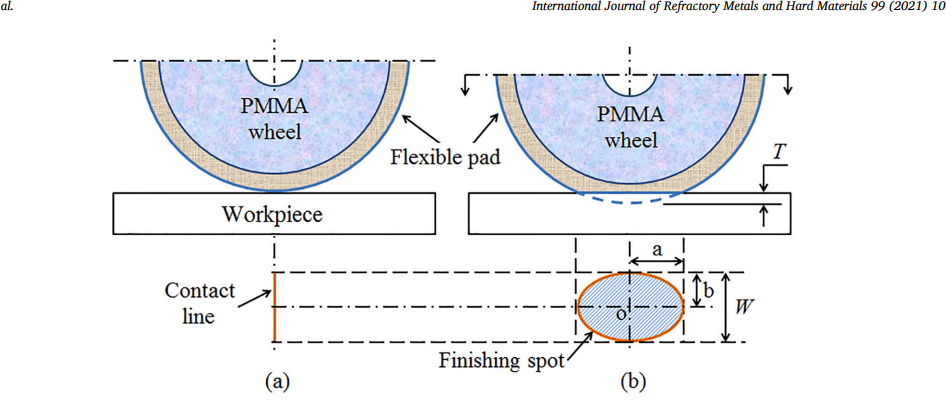 al.
International Journal of Refractory Metals and Hard Materials 99 (2021) 10
PMMA
wheel
PMMA
wheel
Flexible pad
T
Workpiece
a
Contact
line
b
W
o
Finishing spot
(a)
(b)